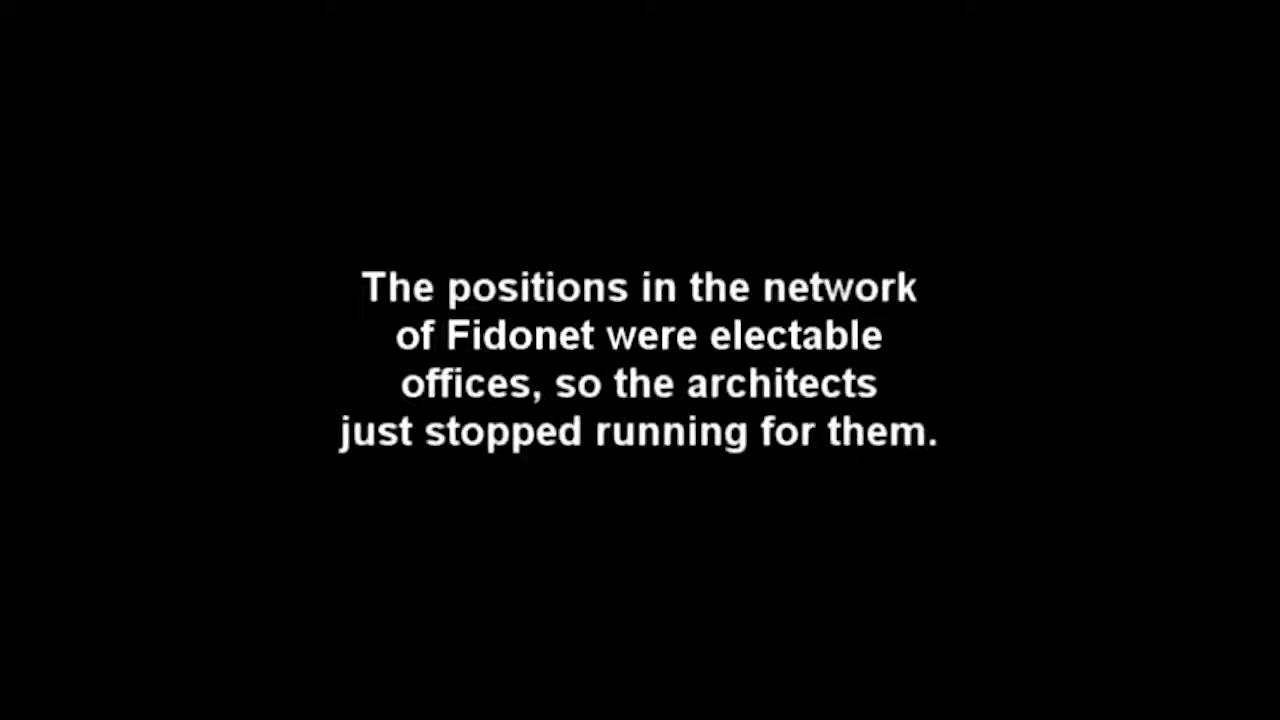 The positions in the network
of Fidonet were electable
offices, so the architects
just stopped running for them.